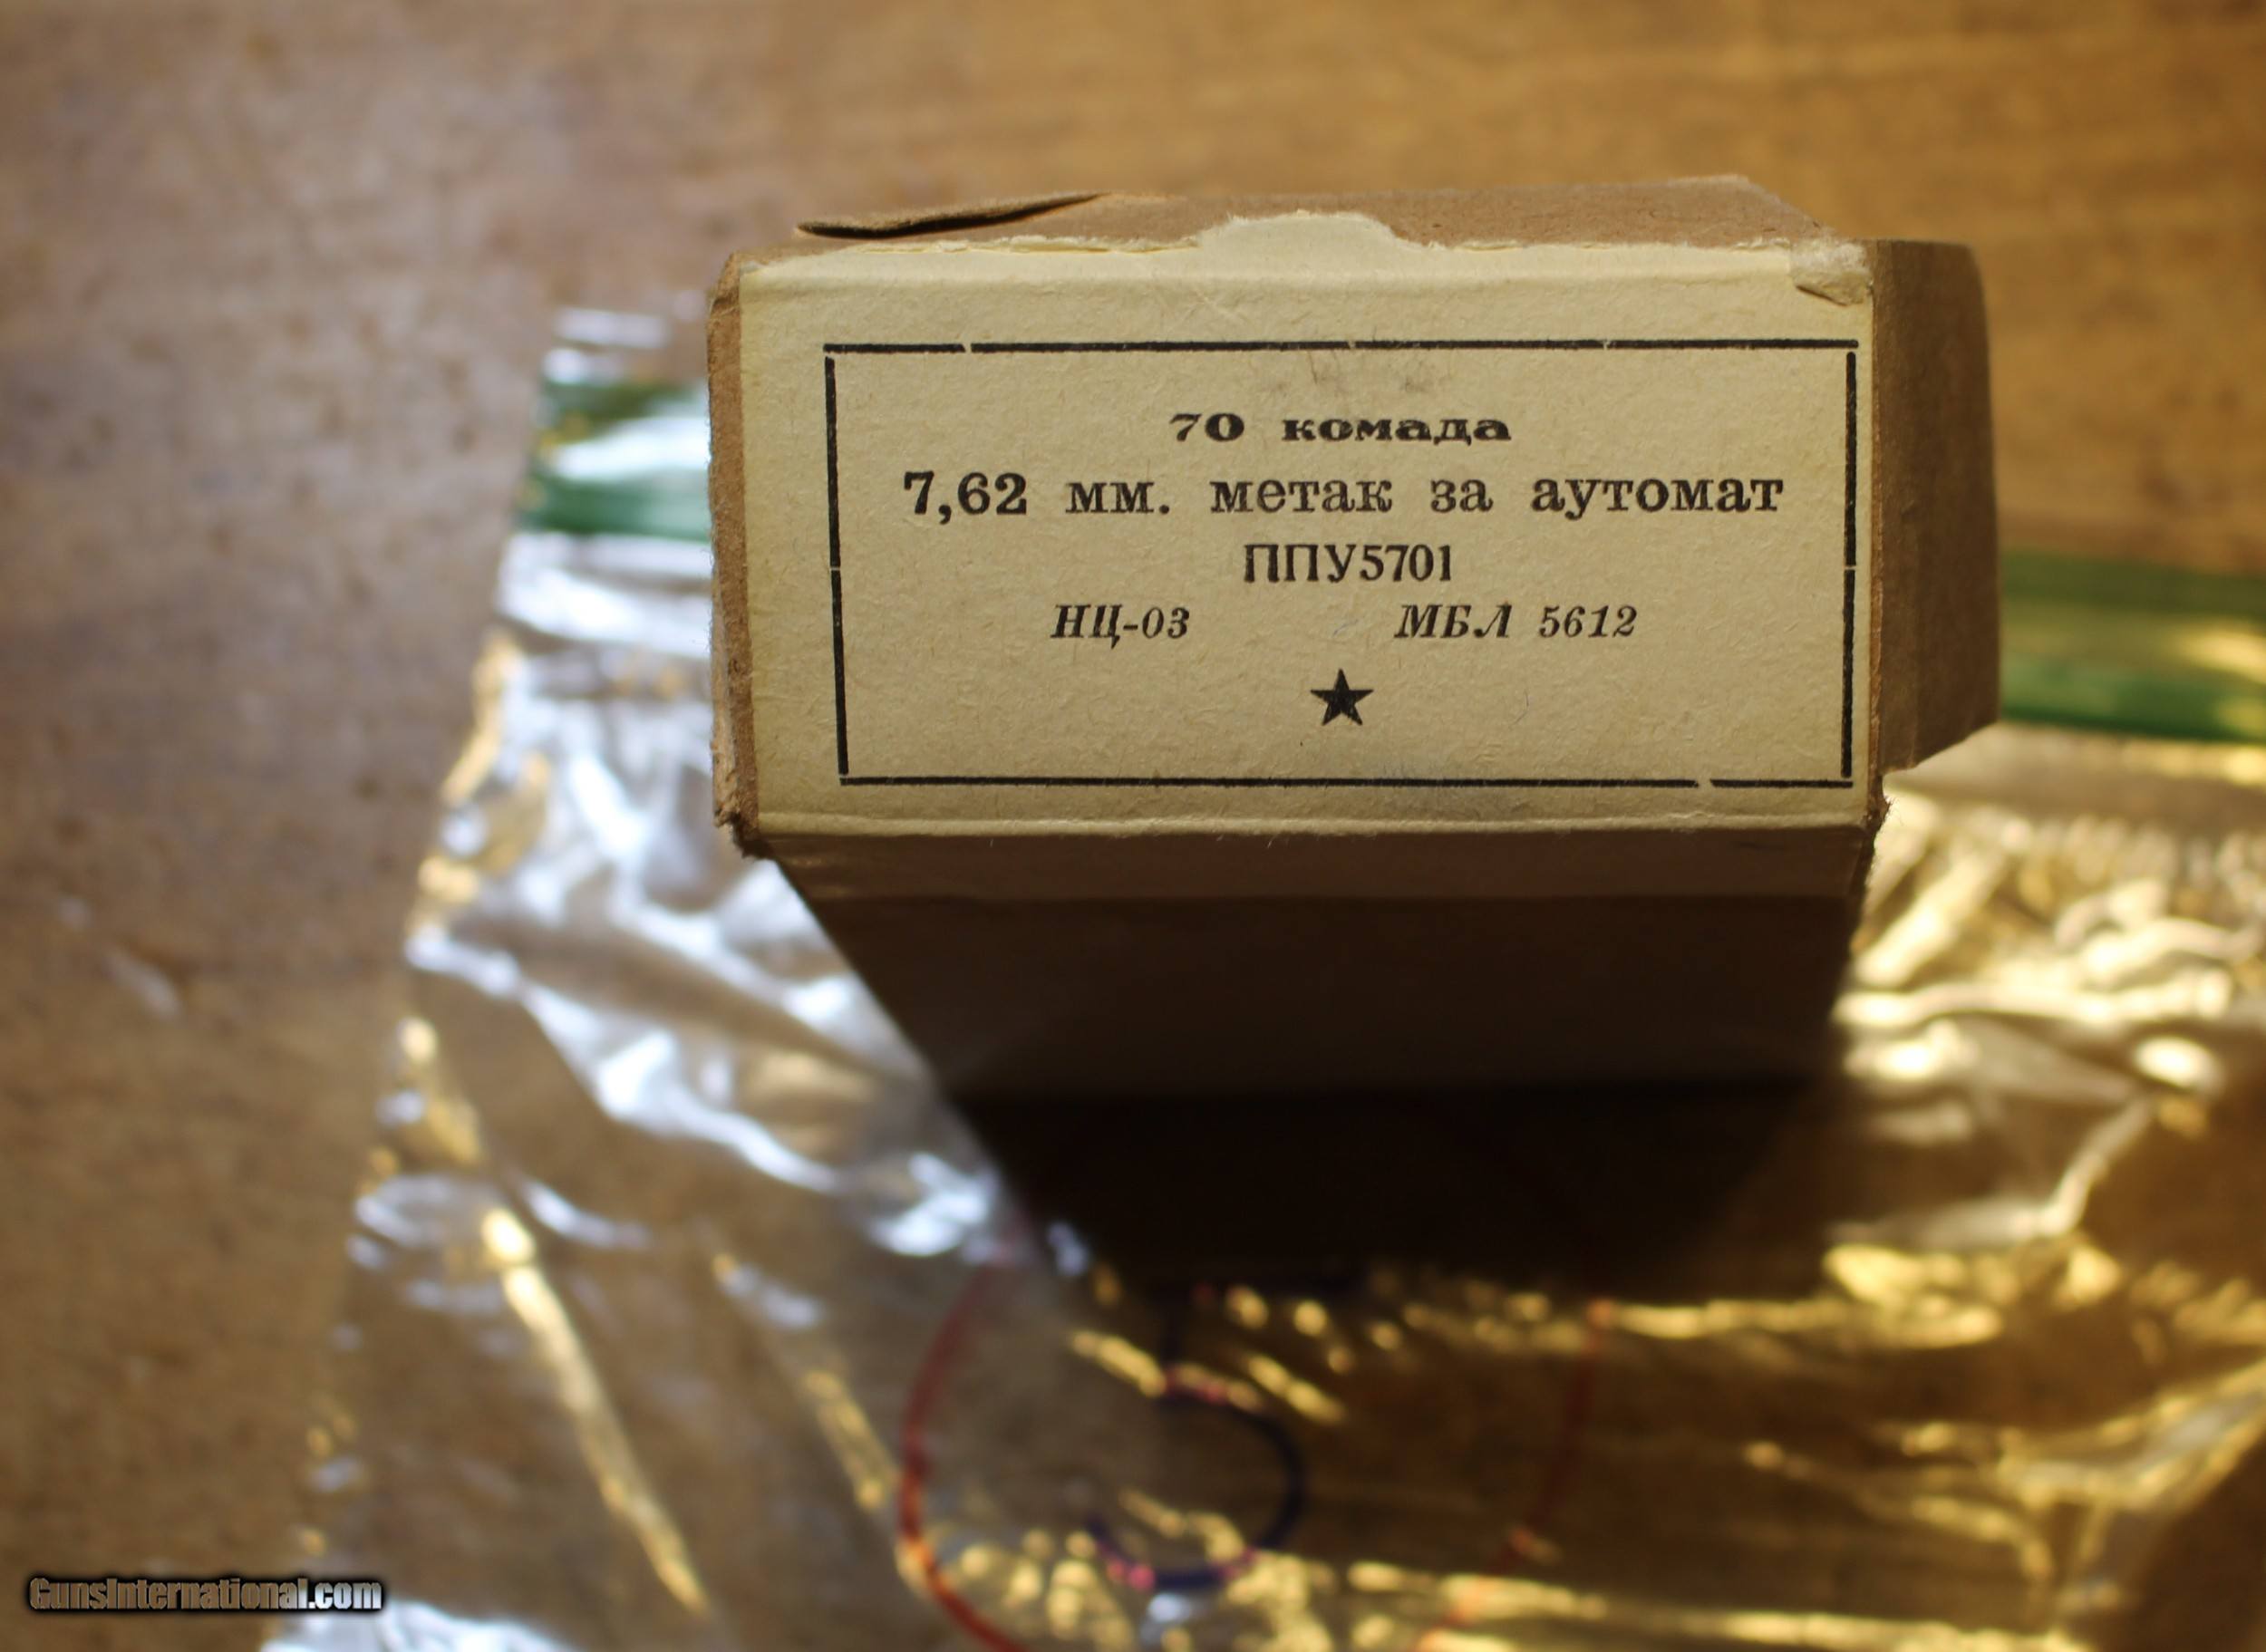 70 комада
7,62 мм. метак за аутомат
ППУ5701
НЦ-03 МБЛ 5612
GunsInternational.com